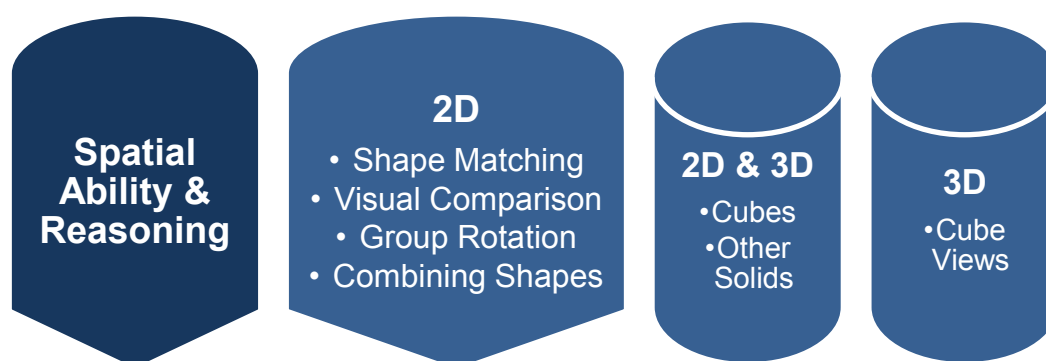 Spatial
Ability &
Reasoning
2D
• Shape Matching
• Visual Comparison
• Group Rotation
• Combining Shapes
2D & 3D
•Cubes
•Other
Solids
3D
•Cube
Views